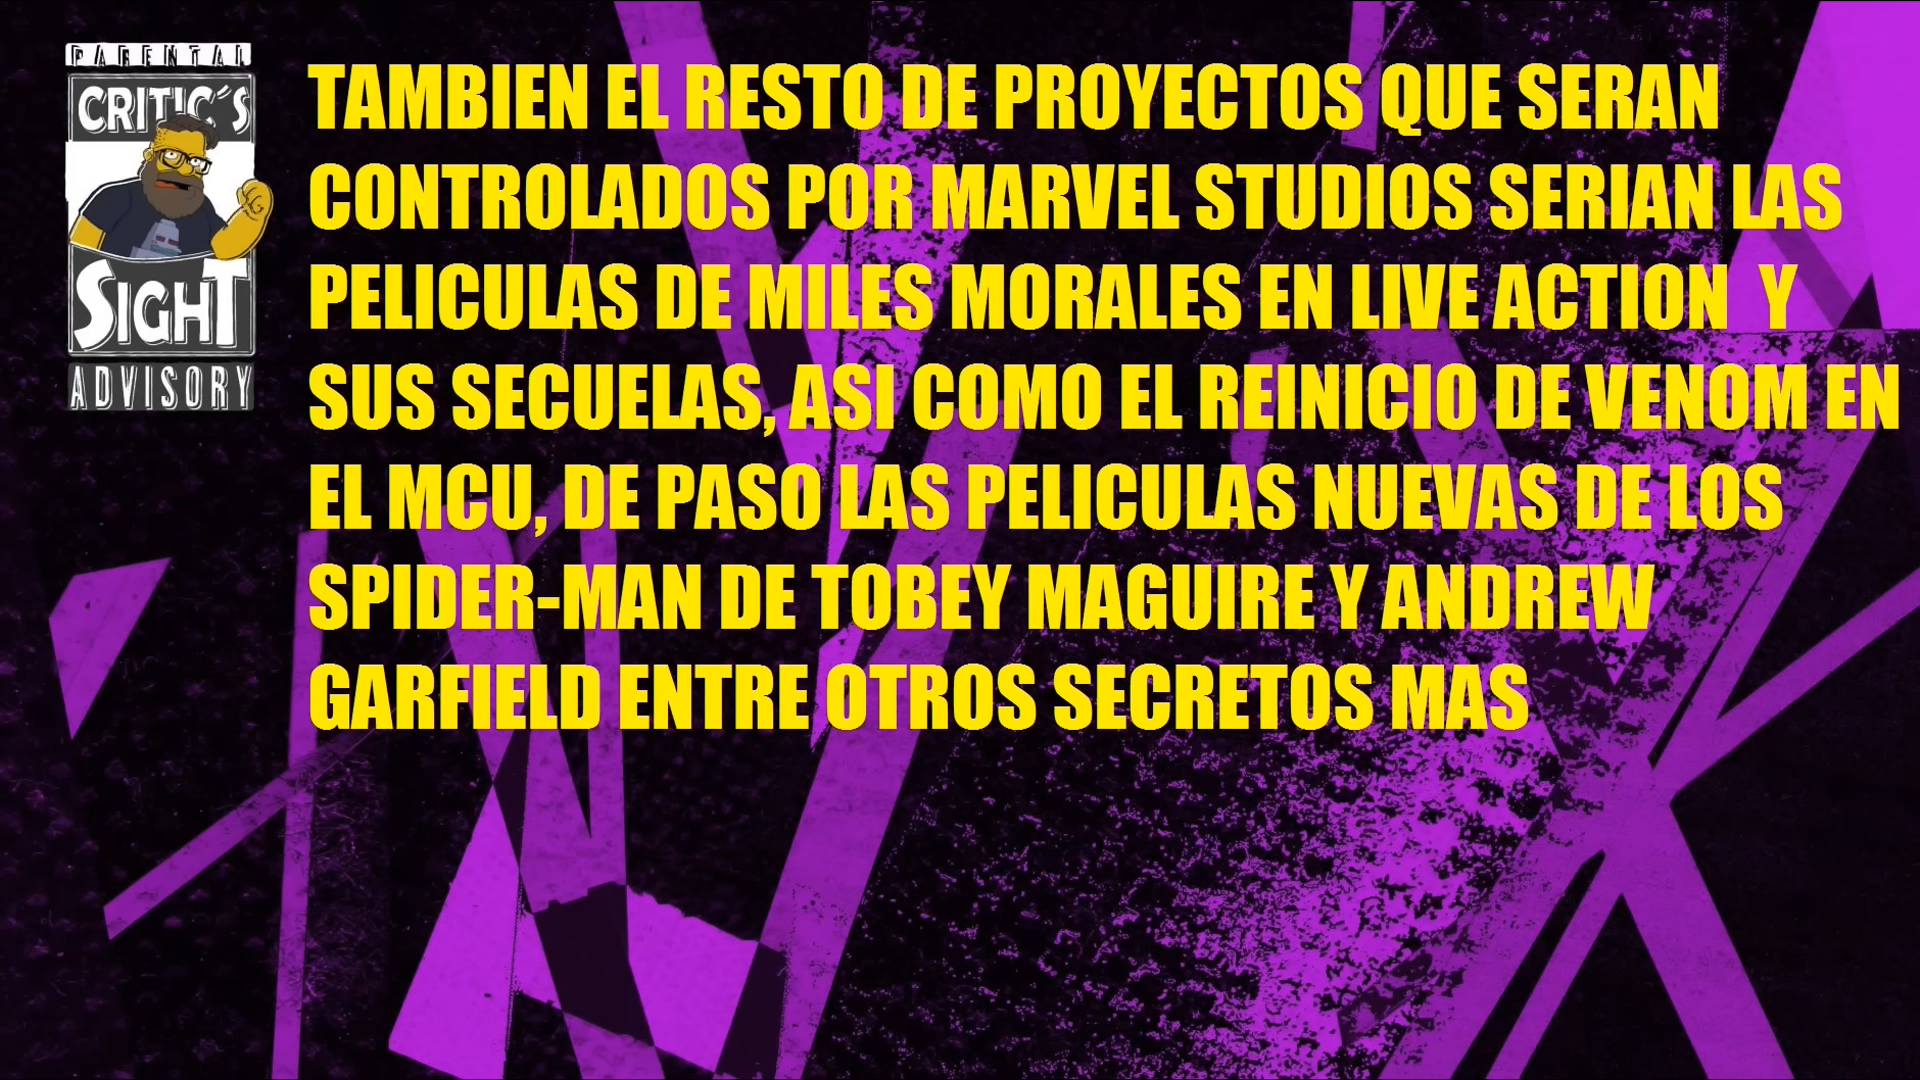 PARENTAL
CRITIC´S
SIGHT
ADVISORY
TAMBIEN EL RESTO DE PROYECTOS QUE SERAN
CONTROLADOS POR MARVEL STUDIOS SERIAN LAS
PELICULAS DE MILES MORALES EN LIVE ACTION Y
SUS SECUELAS, ASI COMO EL REINICIO DE VENOM EN
EL MCU, DE PASO LAS PELICULAS NUEVAS DE LOS
SPIDER-MAN DE TOBEY MAGUIRE Y ANDREW
GARFIELD ENTRE OTROS SECRETOS MAS